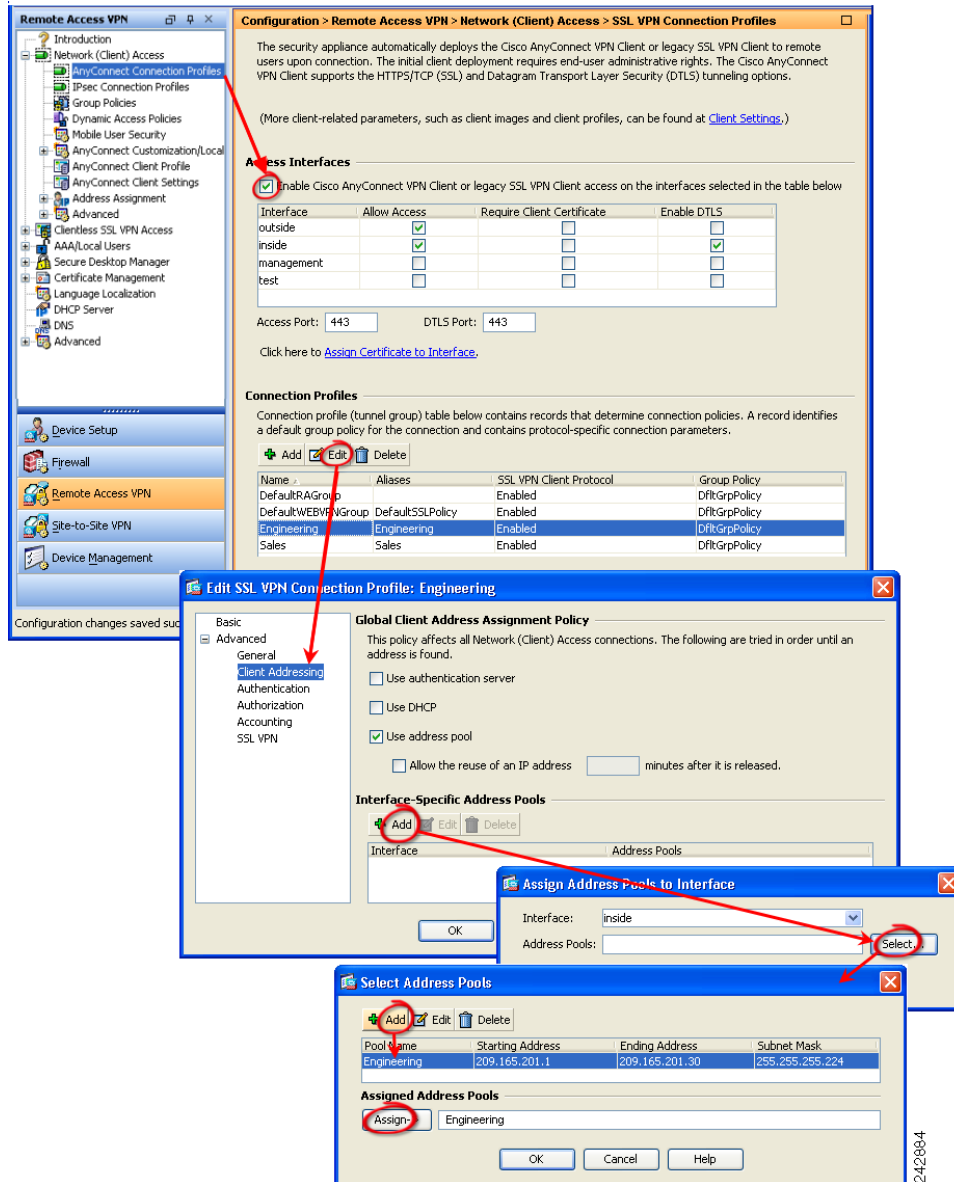 Remote Access VPN
Introduction
Network (Client) Access
AnyConnect Connection Profiles
IPsec Connection Profiles
Group Policies
Dynamic Access Policies
Mobile User Security
AnyConnect Customization/Local
AnyConnect Client Profile
AnyConnect Client Settings
Address Assignment
Advanced
Clientless SSL VPN Access
AAA/Local Users
Secure Desktop Manager
Certificate Management
Language Localization
DHCP Server
DNS
Advanced
Device Setup
Firewall
Remote Access VPN
Site-to-Site VPN
Device Management
Configuration changes saved suc
Configuration > Remote Access VPN > Network (Client) Access > SSL VPN Connection Profiles
The security appliance automatically deploys the Cisco AnyConnect VPN Client or legacy SSL VPN Client to remote
users upon connection. The initial client deployment requires end-user administrative rights. The Cisco AnyConnect
VPN Client supports the HTTPS/TCP (SSL) and Datagram Transport Layer Security (DTLS) tunneling options.
(More client-related parameters, such as client images and client profiles, can be found at Client Settings.)
Access Interfaces
Enable Cisco AnyConnect VPN Client or legacy SSL VPN Client access on the interfaces selected in the table below
Interface Allow Access Require Client Certificate Enable DTLS
outside
inside
management
test
Access Port: 443 DTLS Port: 443
Click here to Assign Certificate to Interface.
Connection Profiles
Connection profile (tunnel group) table below contains records that determine connection policies. A record identifies
a default group policy for the connection and contains protocol-specific connection parameters.
Add Edit Delete
Name Aliases SSL VPN Client Protocol Group Policy
DefaultRAGroup Enabled DfltGrpPolicy
DefaultWEBVPNGroup DefaultSSLPolicy Enabled DfltGrpPolicy
Engineering Engineering Enabled DfltGrpPolicy
Sales Sales Enabled DfltGrpPolicy
Edit SSL VPN Connection Profile: Engineering
Basic
Advanced
General
Client Addressing
Authentication
Authorization
Accounting
SSL VPN
Global Client Address Assignment Policy
This policy affects all Network (Client) Access connections. The following are tried in order until an
address is found.
Use authentication server
Use DHCP
Use address pool
Allow the reuse of an IP address minutes after it is released.
Interface-Specific Address Pools
Add Edit Delete
Interface Address Pools
OK
Assign Address Pools to Interface
Interface: inside
Address Pools: Select...
Select Address Pools
Add Edit Delete
Pool Name Starting Address Ending Address Subnet Mask
Engineering 209.165.201.1 209.165.201.30 255.255.255.224
Assigned Address Pools
Assign-> Engineering
OK Cancel Help
242884